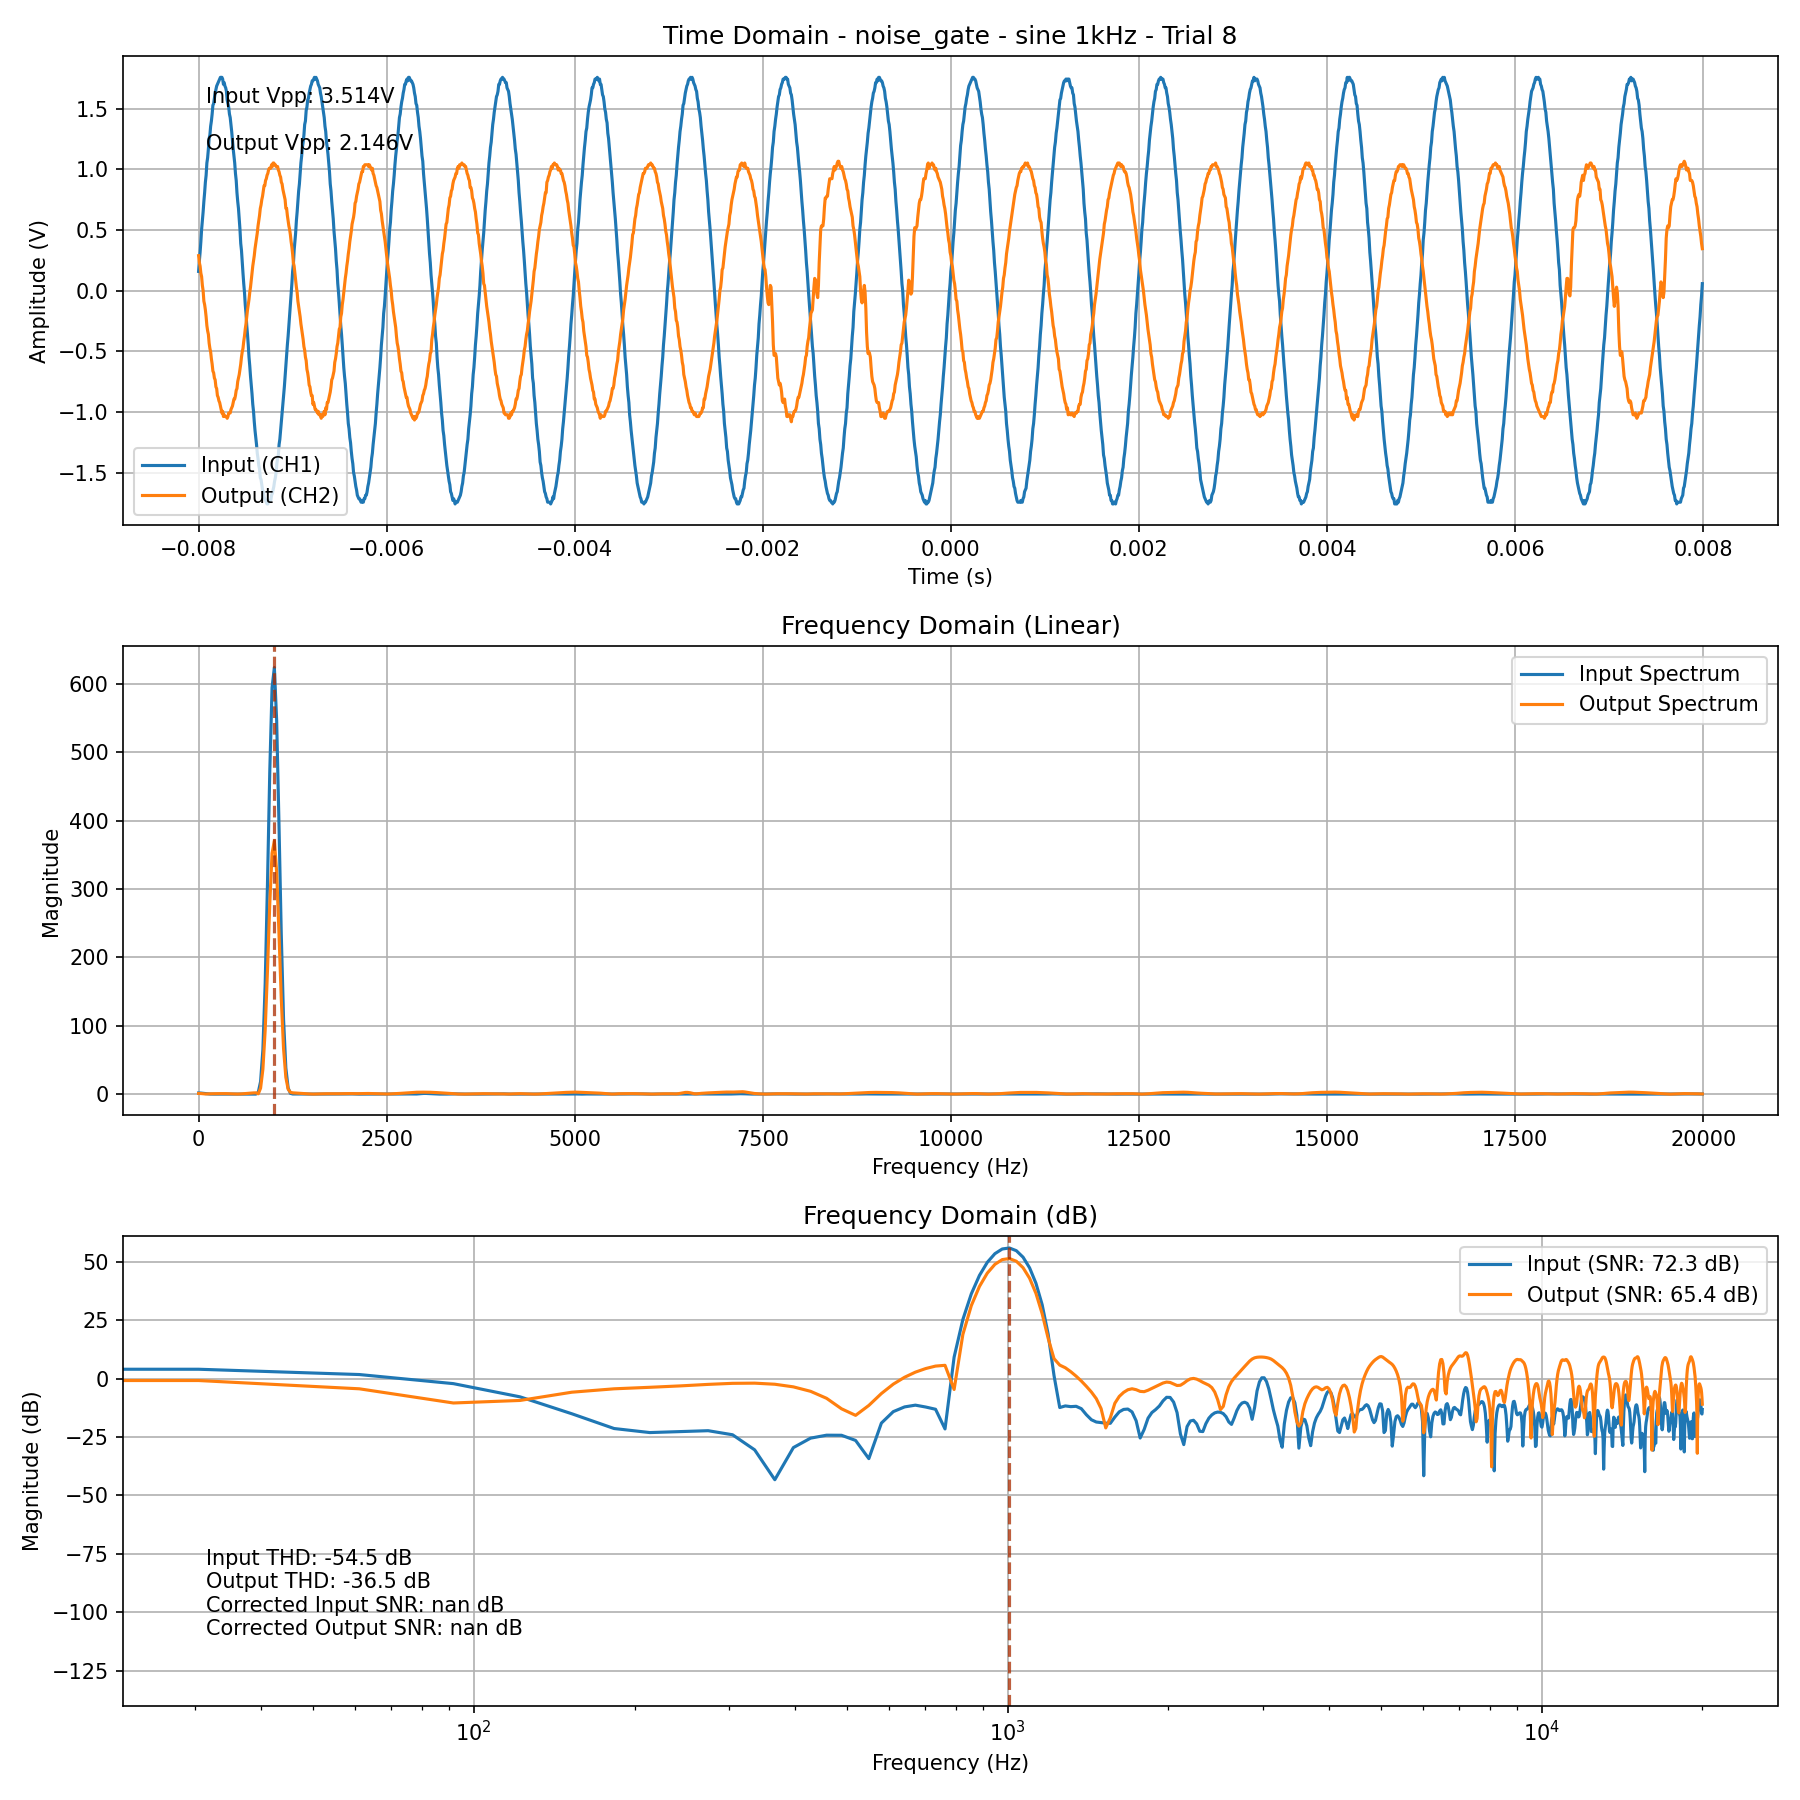 Time Domain - noise_gate - sine 1kHz - Trial 8
Input Vpp: 3.514V
Output Vpp: 2.146V
1.5
1.0
0.5
0.0
−0.5
−1.0
−1.5
Amplitude (V)
Input (CH1)
Output (CH2)
−0.008 −0.006 −0.004 −0.002 0.000 0.002 0.004 0.006 0.008
Time (s)
Frequency Domain (Linear)
Input Spectrum
Output Spectrum
600
500
400
300
200
100
0
Magnitude
0 2500 5000 7500 10000 12500 15000 17500 20000
Frequency (Hz)
Frequency Domain (dB)
Input (SNR: 72.3 dB)
Output (SNR: 65.4 dB)
50
25
0
−25
−50
−75
−100
−125
Magnitude (dB)
Input THD: -54.5 dB
Output THD: -36.5 dB
Corrected Input SNR: nan dB
Corrected Output SNR: nan dB
10² 10³ 10⁴
Frequency (Hz)